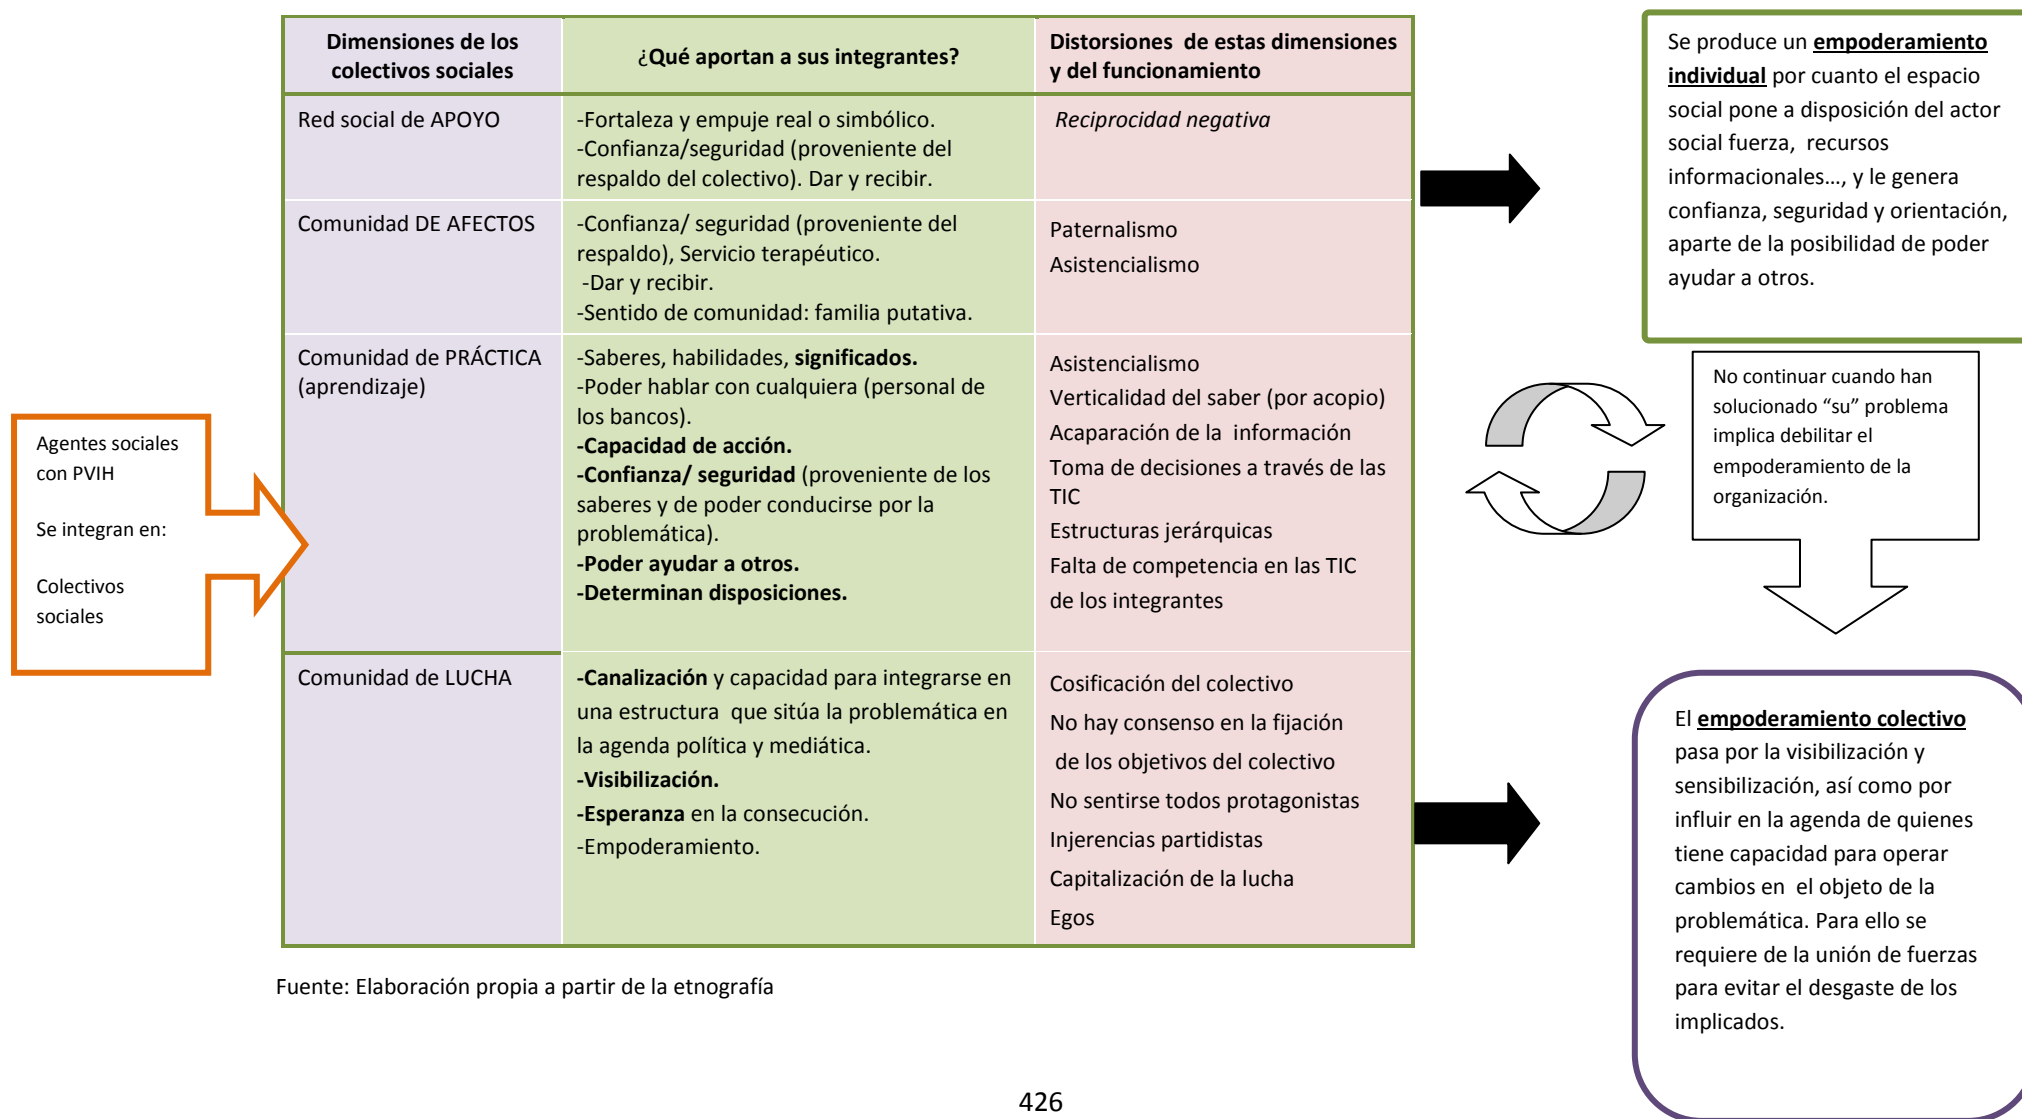 Agentes sociales
con PVIH
Se integran en:
Colectivos
sociales
Dimensiones de los
colectivos sociales
¿Qué aportan a sus integrantes?
Distorsiones de estas dimensiones
y del funcionamiento
Red social de APOYO
-Fortaleza y empuje real o simbólico.
-Confianza/seguridad (proveniente del
respaldo del colectivo). Dar y recibir.
Reciprocidad negativa
Comunidad DE AFECTOS
-Confianza/ seguridad (proveniente del
respaldo), Servicio terapéutico.
-Dar y recibir.
-Sentido de comunidad: familia putativa.
Paternalismo
Asistencialismo
Comunidad de PRÁCTICA
(aprendizaje)
-Saberes, habilidades, significados.
-Poder hablar con cualquiera (personal de
los bancos).
-Capacidad de acción.
-Confianza/ seguridad (proveniente de los
saberes y de poder conducirse por la
problemática).
-Poder ayudar a otros.
-Determinan disposiciones.
Asistencialismo
Verticalidad del saber (por acopio)
Acaparación de la información
Toma de decisiones a través de las
TIC
Estructuras jerárquicas
Falta de competencia en las TIC
de los integrantes
Comunidad de LUCHA
-Canalización y capacidad para integrarse en
una estructura que sitúa la problemática en
la agenda política y mediática.
-Visibilización.
-Esperanza en la consecución.
-Empoderamiento.
Cosificación del colectivo
No hay consenso en la fijación
de los objetivos del colectivo
No sentirse todos protagonistas
Injerencias partidistas
Capitalización de la lucha
Egos
Se produce un empoderamiento
individual por cuanto el espacio
social pone a disposición del actor
social fuerza, recursos
informacionales..., y le genera
confianza, seguridad y orientación,
aparte de la posibilidad de poder
ayudar a otros.
No continuar cuando han
solucionado “su” problema
implica debilitar el
empoderamiento de la
organización.
El empoderamiento colectivo
pasa por la visibilización y
sensibilización, así como por
influir en la agenda de quienes
tiene capacidad para operar
cambios en el objeto de la
problemática. Para ello se
requiere de la unión de fuerzas
para evitar el desgaste de los
implicados.
Fuente: Elaboración propia a partir de la etnografía
426